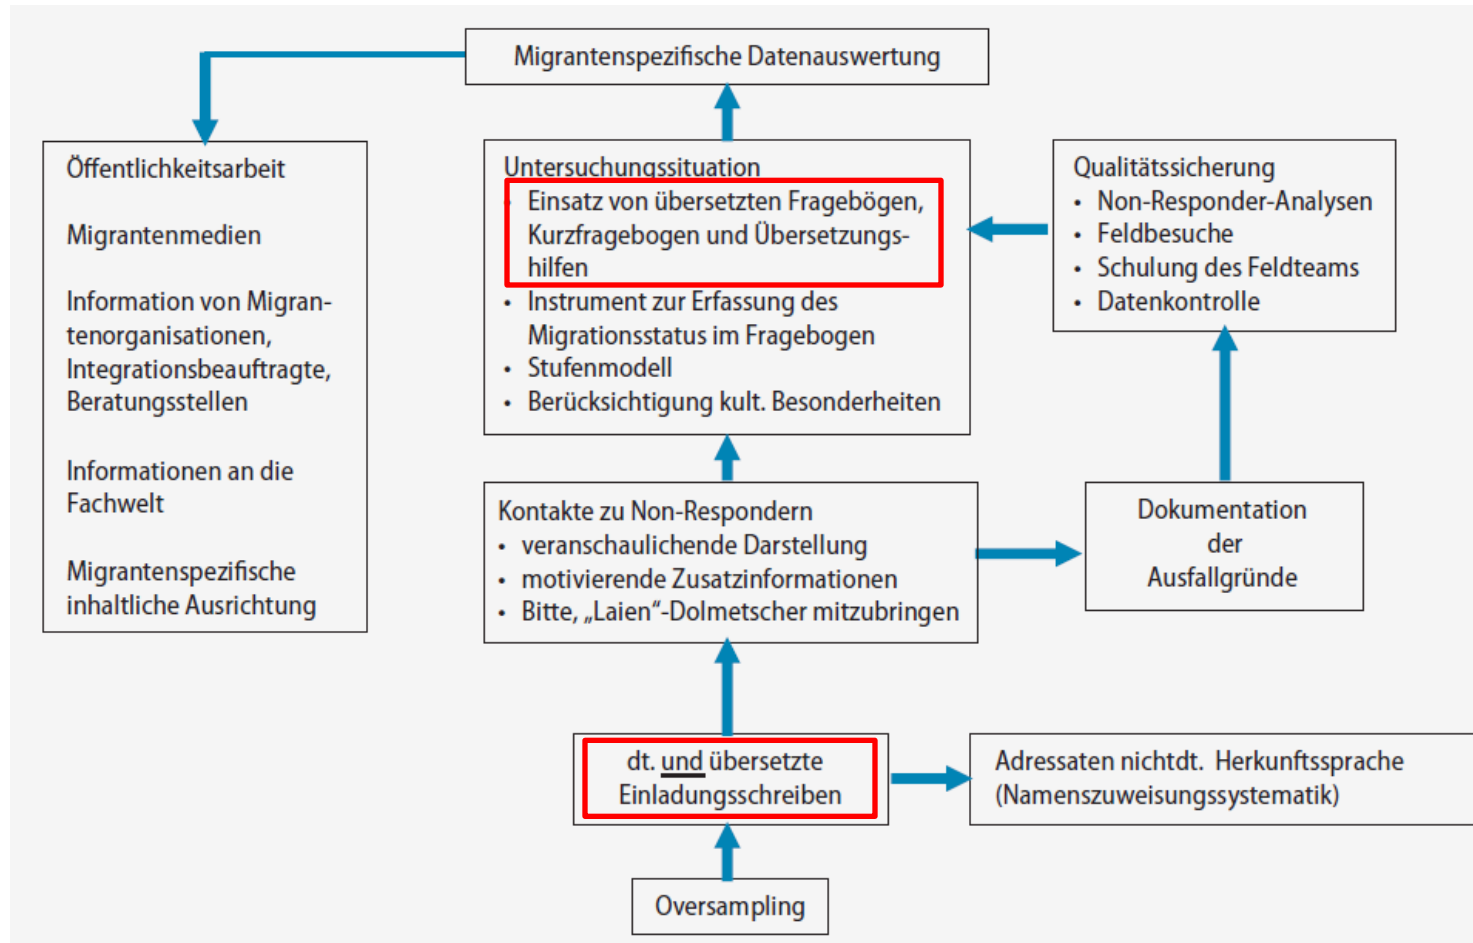 Migrantenspezifische Datenauswertung
Öffentlichkeitsarbeit
Migrantenmedien
Information von Migran-
tenorganisationen,
Integrationsbeauftragte,
Beratungsstellen
Informationen an die
Fachwelt
Migrantenspezifische
inhaltliche Ausrichtung
Untersuchungssituation
• Einsatz von übersetzten Fragebögen,
Kurzfragebogen und Übersetzungs-
hilfen
• Instrument zur Erfassung des
Migrationsstatus im Fragebogen
• Stufenmodell
• Berücksichtigung kult. Besonderheiten
Qualitätssicherung
• Non-Responder-Analysen
• Feldbesuche
• Schulung des Feldteams
• Datenkontrolle
Kontakte zu Non-Respondern
• veranschaulichende Darstellung
• motivierende Zusatzinformationen
• Bitte, „Laien“-Dolmetscher mitzubringen
Dokumentation
der
Ausfallgründe
dt. und übersetzte
Einladungsschreiben
Adressaten nichtdt. Herkunftssprache
(Namenszuweisungssystematik)
Oversampling